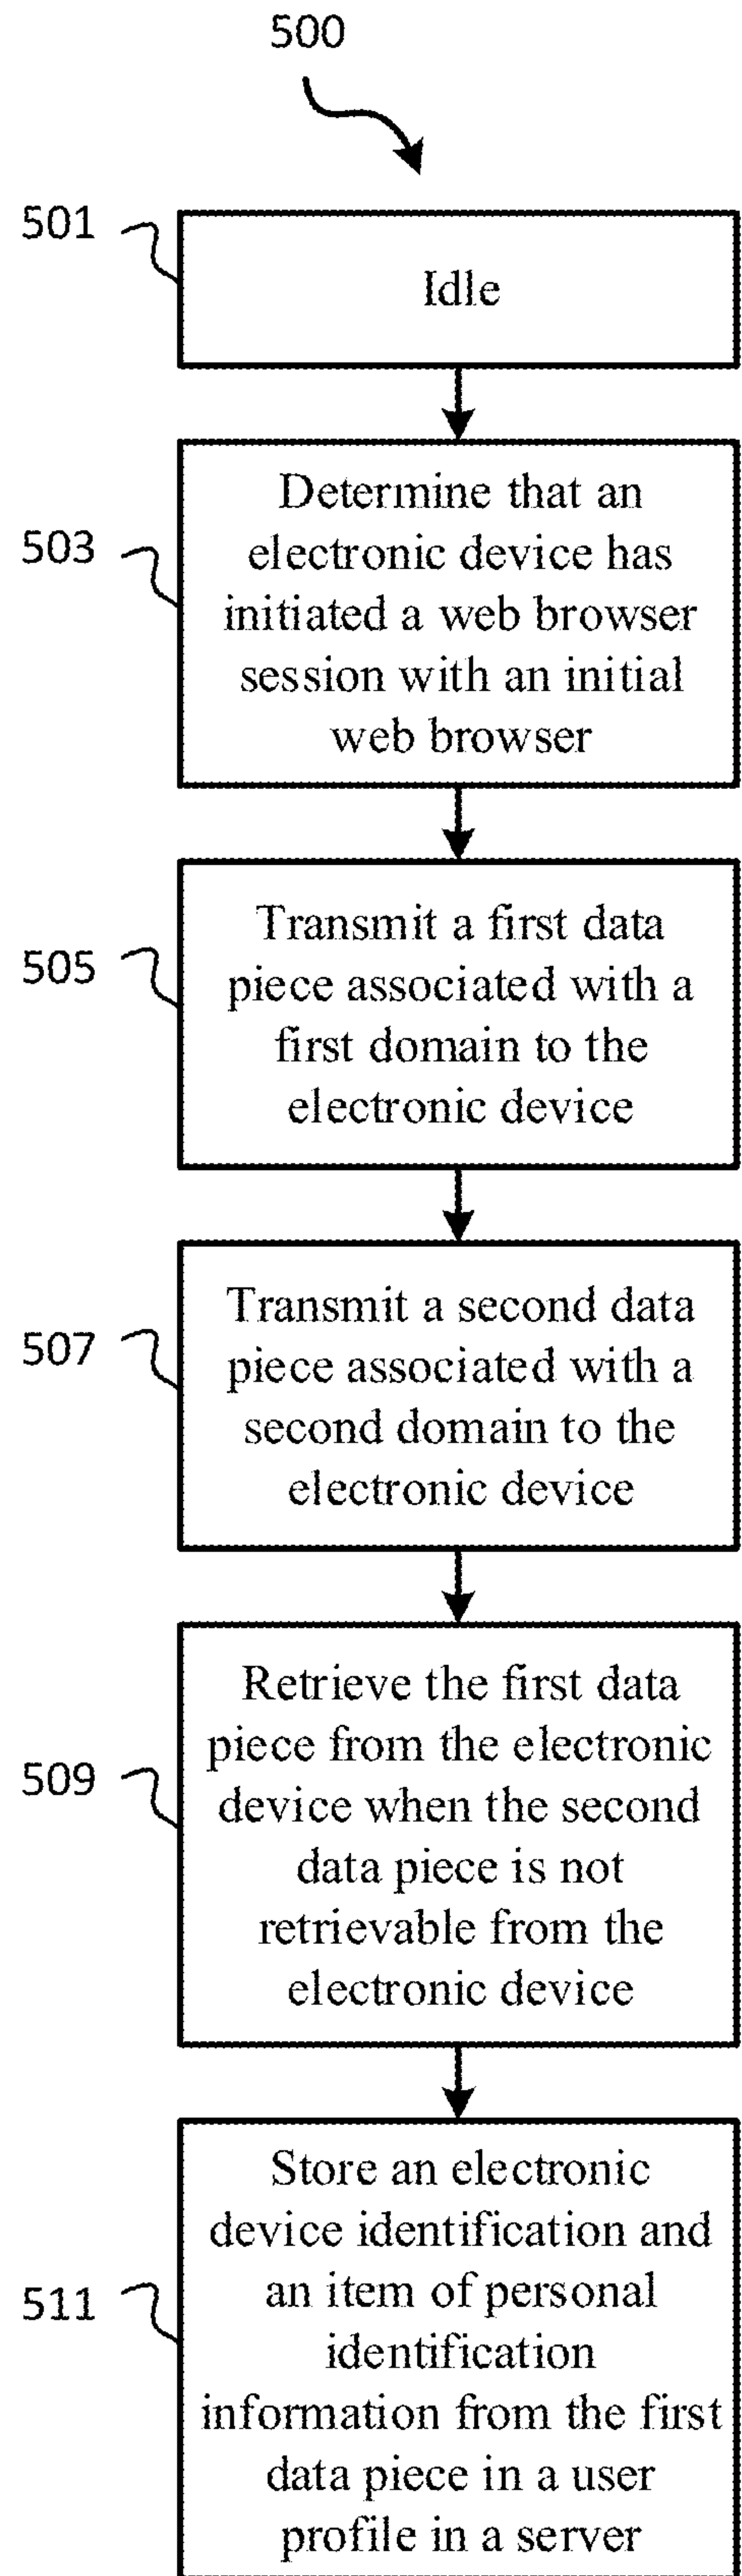 500
501
Idle
503
Determine that an
electronic device has
initiated a web browser
session with an initial
web browser
505
Transmit a first data
piece associated with a
first domain to the
electronic device
507
Transmit a second data
piece associated with a
second domain to the
electronic device
509
Retrieve the first data
piece from the electronic
device when the second
data piece is not
retrievable from the
electronic device
511
Store an electronic
device identification and
an item of personal
identification
information from the first
data piece in a user
profile in a server